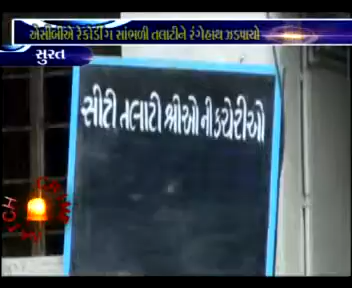 એસીબીએ રેકોર્ડીંગ સાંભળી તલાટીને રંગેહાથ ઝડપાયો
સુરત
સીટી તલાટી શ્રીઓ ની કચેરીઓ